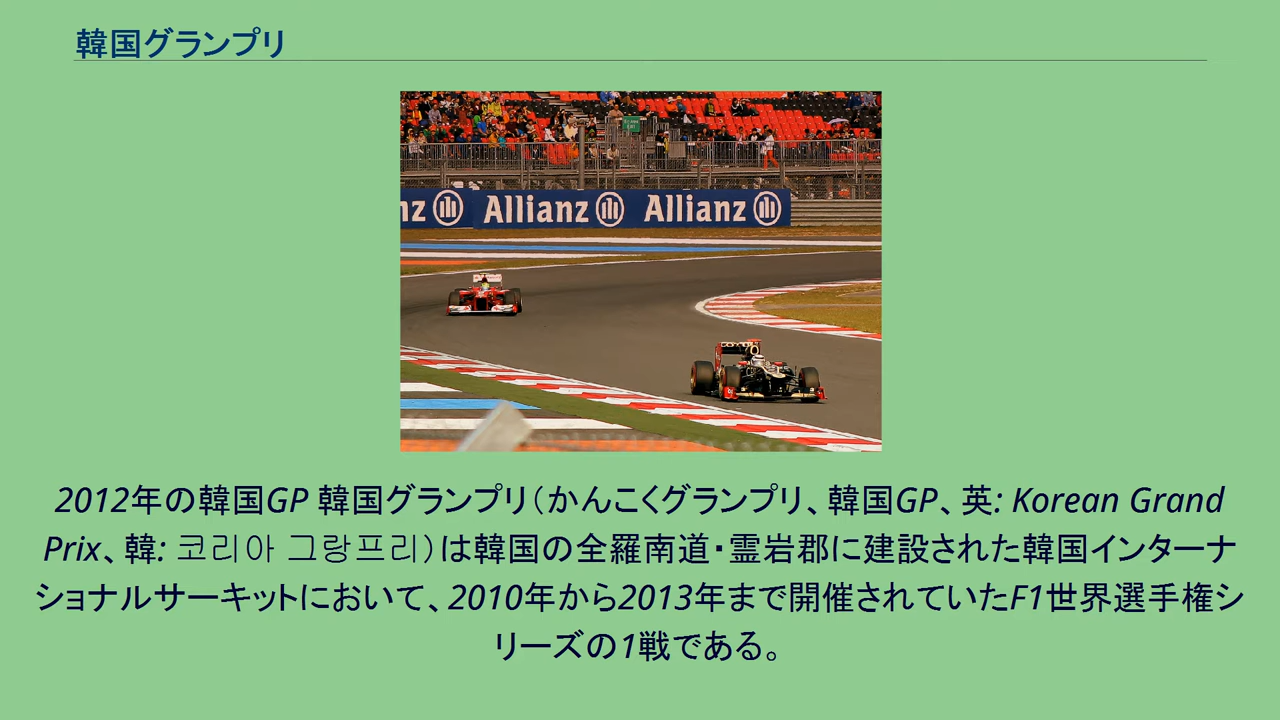 韓国グランプリ
nz Allianz Allianz
2012年の韓国GP 韓国グランプリ(かんこくグランプリ、韓国GP、英: Korean Grand
Prix、韓: 코리아 그랑프리)は韓国の全羅南道・霊岩郡に建設された韓国インターナ
ショナルサーキットにおいて、2010年から2013年まで開催されていたF1世界選手権シ
リーズの1戦である。